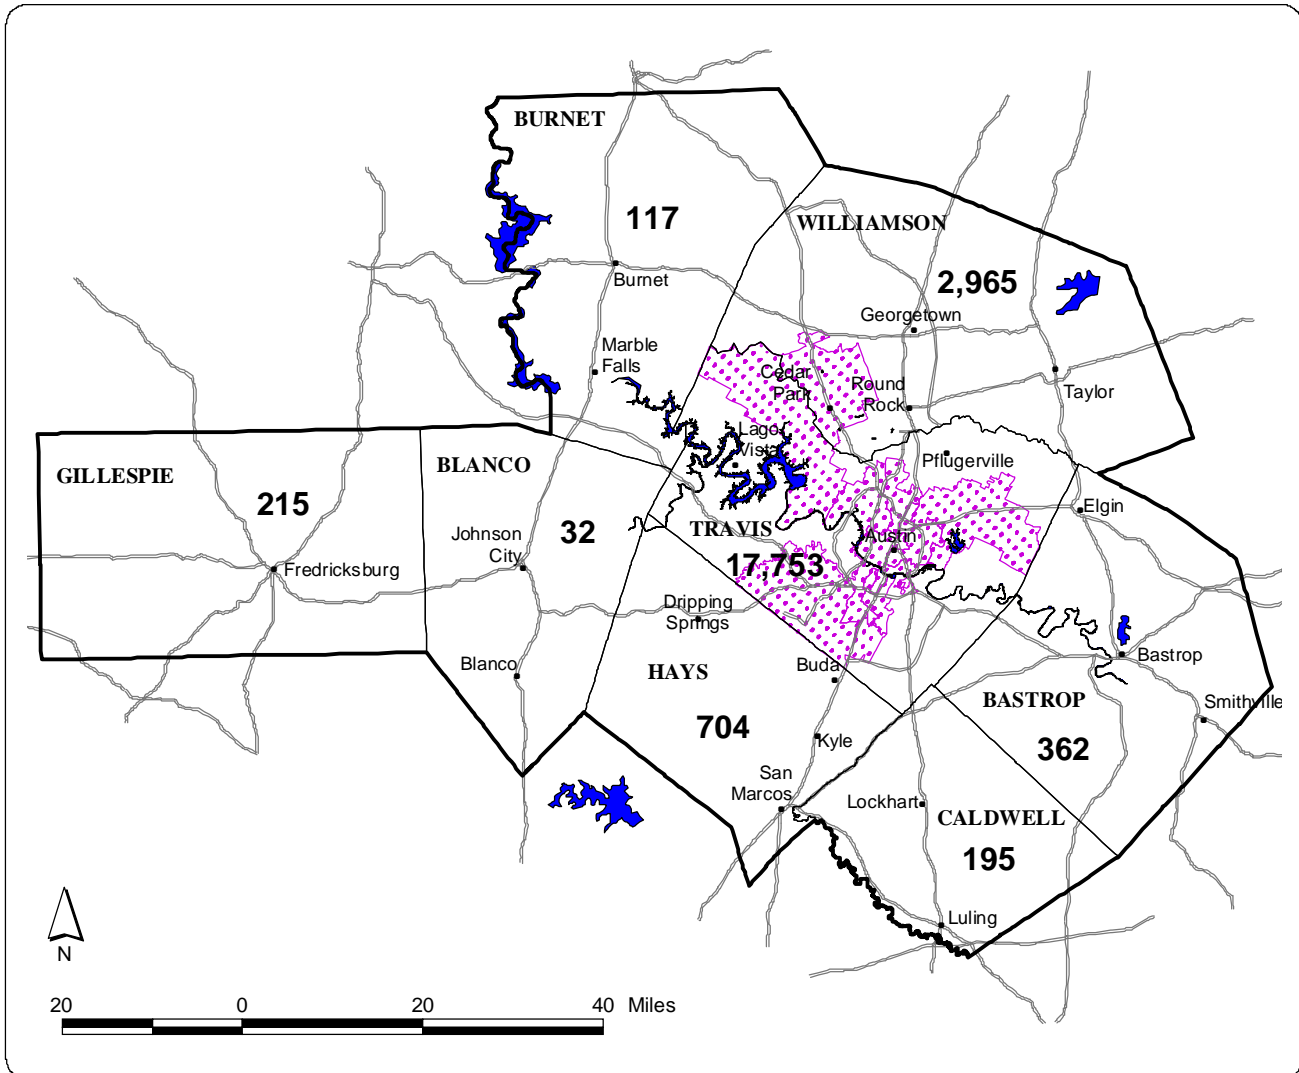 BURNET
117
WILLIAMSON
2,965
Burnet
Georgetown
Marble
Falls
Cedar
Park
Round
Rock
Taylor
Lago
Vista
Pflugerville
GILLESPIE
215
BLANCO
32
Johnson
City
Fredricksburg
TRAVIS
17,753
Austin
Elgin
Dripping
Springs
Blanco
HAYS
704
Buda
Bastrop
BASTROP
362
Smithville
Kyle
San
Marcos
Lockhart
CALDWELL
195
Luling
N
20 0 20 40 Miles